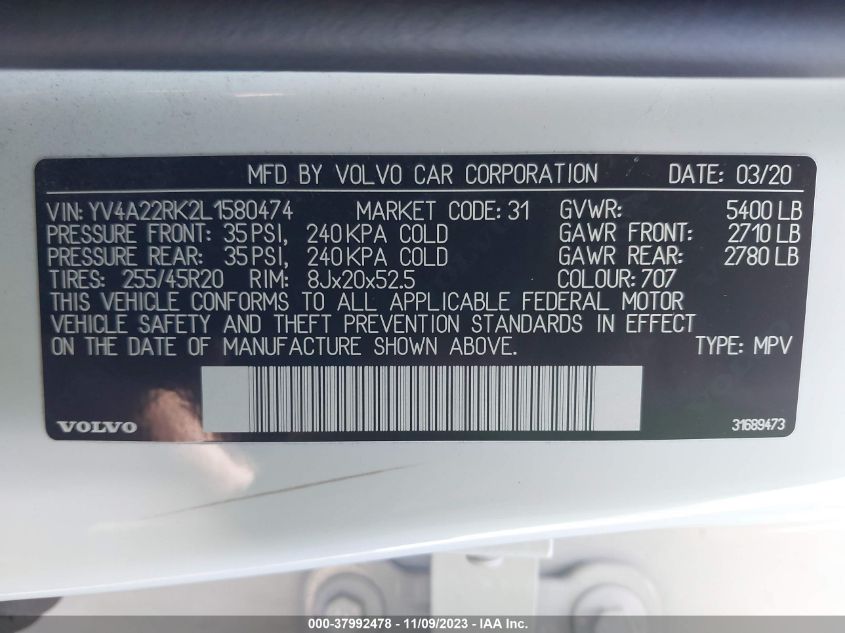 MFD BY VOLVO CAR CORPORATION DATE: 03/20
VIN: YV4A22RK2L1580474 MARKET CODE: 31 GVWR: 5400 LB
PRESSURE FRONT: 35 PSI, 240 KPA COLD GAWR FRONT: 2710 LB
PRESSURE REAR: 35 PSI, 240 KPA COLD GAWR REAR: 2780 LB
TIRES: 255/45R20 RIM: 8Jx20x52.5 COLOUR: 707
THIS VEHICLE CONFORMS TO ALL APPLICABLE FEDERAL MOTOR
VEHICLE SAFETY AND THEFT PREVENTION STANDARDS IN EFFECT
ON THE DATE OF MANUFACTURE SHOWN ABOVE. TYPE: MPV
VOLVO 31689473
000-37992478 - 11/09/2023 - IAA Inc.